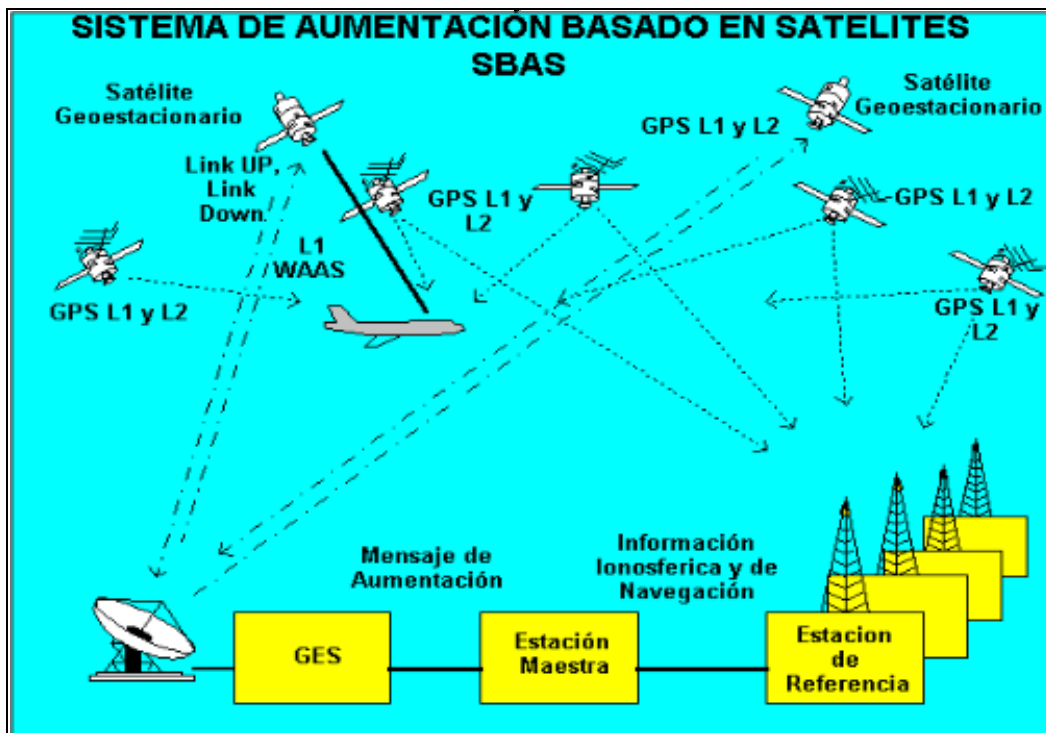 SISTEMA DE AUMENTACIÓN BASADO EN SATELITES
SBAS
Satélite
Geoestacionario
Satélite
Geoestacionario
GPS L1 y L2
Link UP,
Link
Down
GPS L1 y
L2
GPS L1 y L2
L1
WAAS
GPS L1 y L2
GPS L1 y
L2
Mensaje de
Aumentación
Información
Ionosferica y de
Navegación
GES
Estación
Maestra
Estacion
de
Referencia